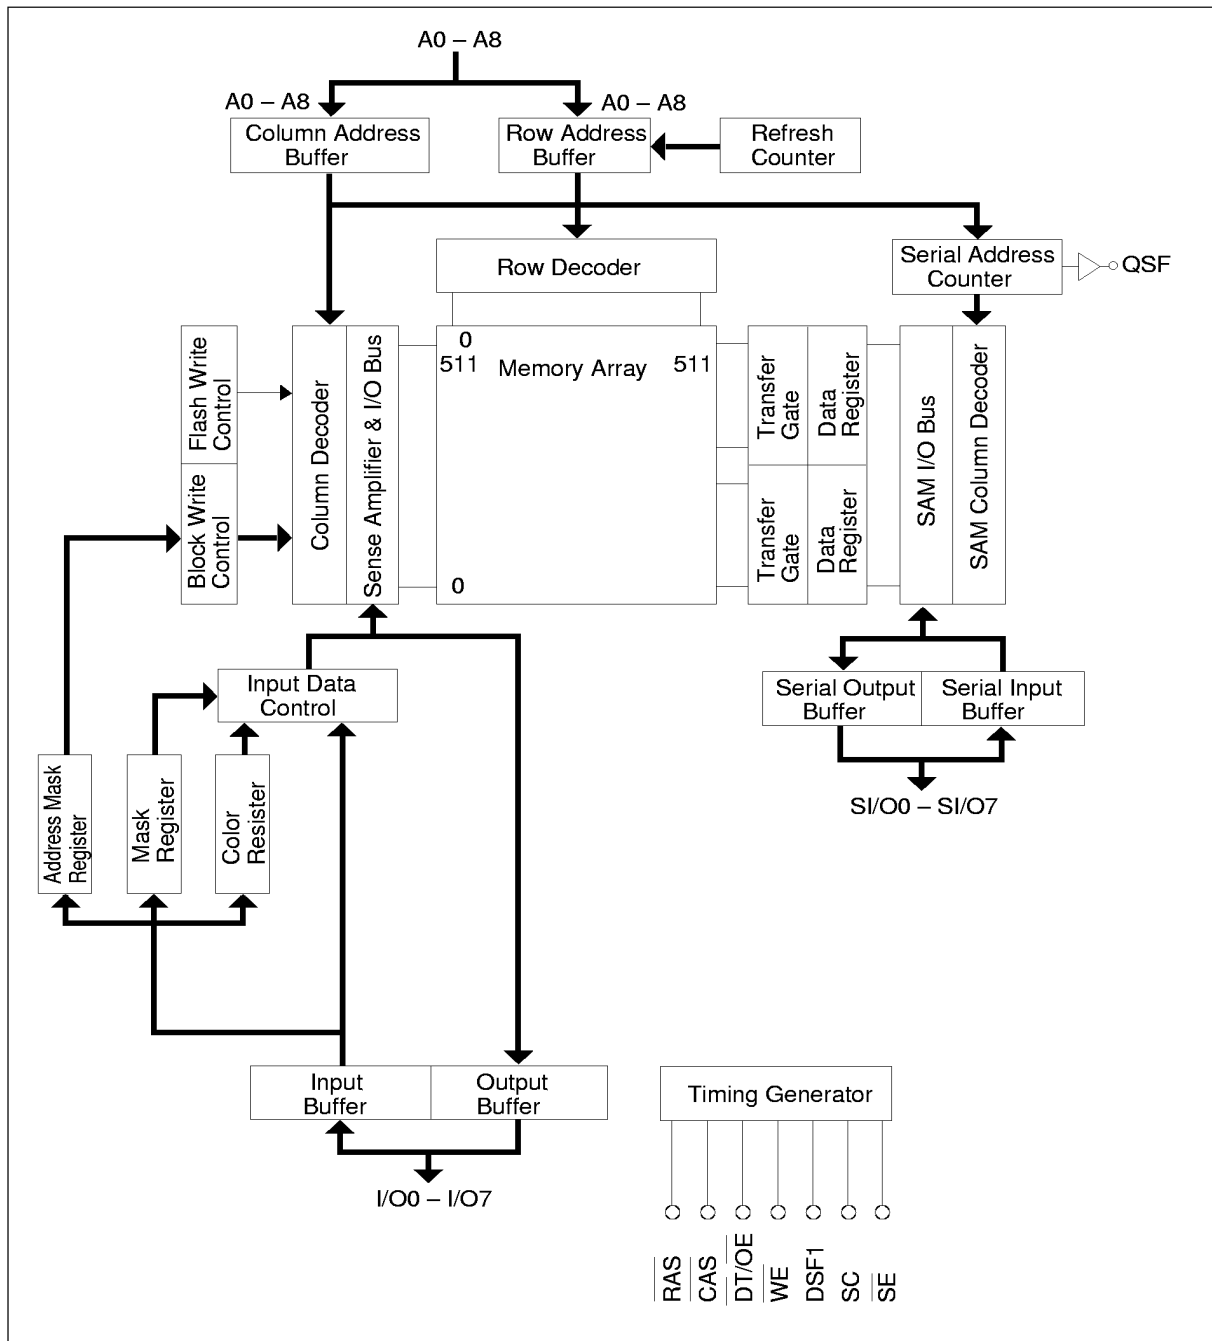 A0 – A8
A0 – A8
A0 – A8
Column Address
Buffer
Row Address
Buffer
Refresh
Counter
Row Decoder
Serial Address
Counter
QSF
Flash Write
Control
Block Write
Control
Column Decoder
Sense Amplifier & I/O Bus
0
511
Memory Array
511
0
Transfer
Gate
Data
Register
Transfer
Gate
Data
Register
SAM I/O Bus
SAM Column Decoder
Input Data
Control
Serial Output
Buffer
Serial Input
Buffer
SI/O0 – SI/O7
Address Mask
Register
Mask
Register
Color
Resister
Input
Buffer
Output
Buffer
I/O0 – I/O7
Timing Generator
RAS
CAS
DT/OE
WE
DSF1
SC
SE